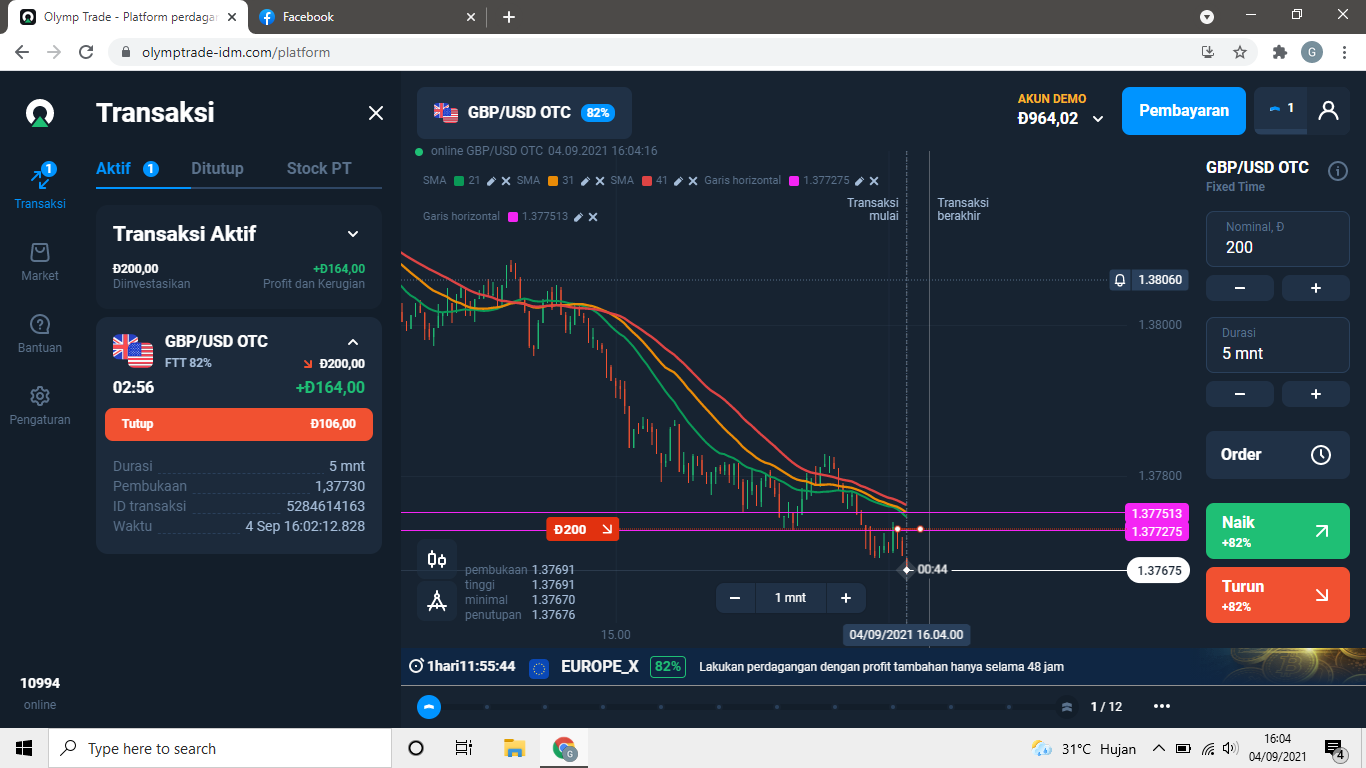 Olymp Trade - Platform perdagan
Facebook
olymptrade-idm.com/platform
G
Transaksi
1
Transaksi
Market
Bantuan
Pengaturan
10994
online
Aktif 1 Ditutup Stock PT
Transaksi Aktif
Đ200,00 +Đ164,00
Diinvestasikan Profit dan Kerugian
GBP/USD OTC
FTT 82% Đ200,00
02:56 +Đ164,00
Tutup Đ106,00
Durasi 5 mnt
Pembukaan 1,37730
ID transaksi 5284614163
Waktu 4 Sep 16:02:12.828
GBP/USD OTC 82%
AKUN DEMO
Đ964,02
Pembayaran
1
online GBP/USD OTC 04.09.2021 16:04:16
SMA 21 SMA 31 SMA 41 Garis horizontal 1.377275
Garis horizontal 1.377513
Transaksi mulai
Transaksi berakhir
1.38060
1.38000
1.37800
1.377513
1.377275
Đ200
00:44
1.37675
pembukaan 1.37691
tinggi 1.37691
minimal 1.37670
penutupan 1.37676
1 mnt
15.00
04/09/2021 16.04.00
GBP/USD OTC
Fixed Time
Nominal, Đ
200
Durasi
5 mnt
Order
Naik
+82%
Turun
+82%
1hari11:55:44 EUROPE_X 82% Lakukan perdagangan dengan profit tambahan hanya selama 48 jam
1 / 12
Type here to search
G
31°C Hujan
16:04
04/09/2021
4